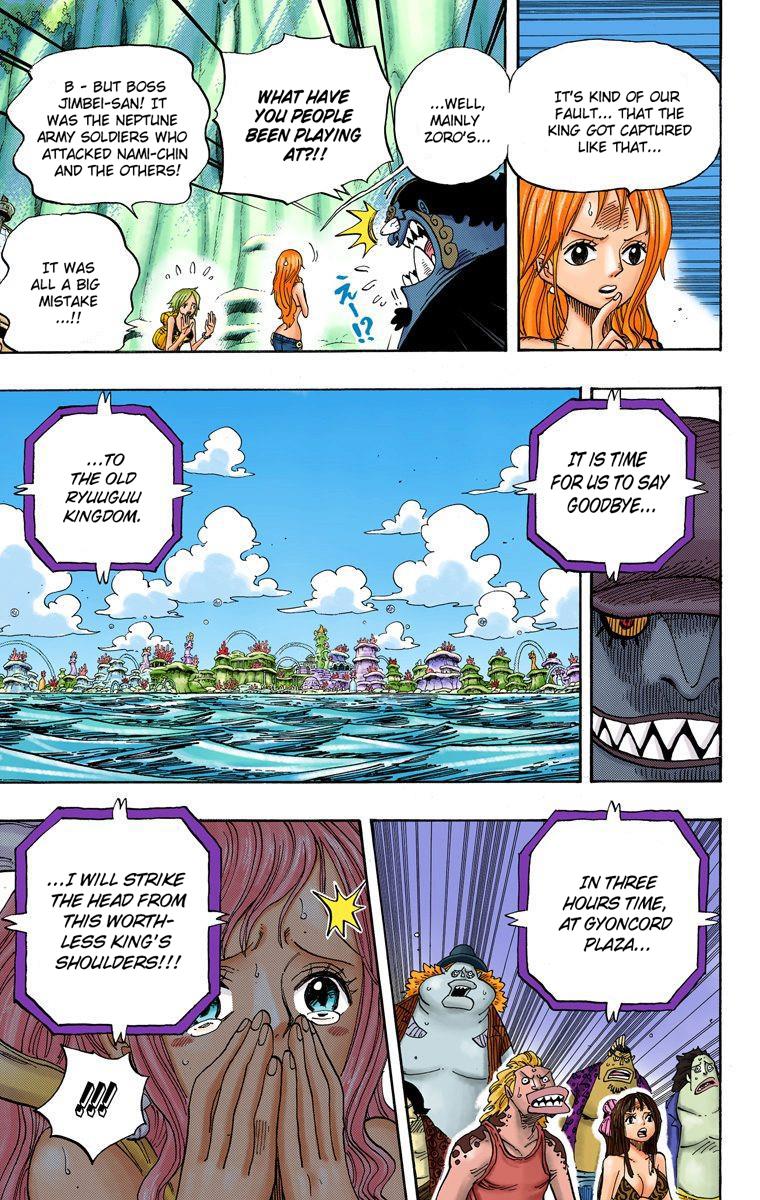 IT'S KIND OF OUR
FAULT... THAT THE
KING GOT CAPTURED
LIKE THAT...
...WELL,
MAINLY
ZORO'S...
WHAT HAVE
YOU PEOPLE
BEEN PLAYING
AT?!!
B - BUT BOSS
JIMBEI-SAN! IT
WAS THE NEPTUNE
ARMY SOLDIERS WHO
ATTACKED NAMI-CHIN
AND THE OTHERS!
えー!?
IT WAS
ALL A BIG
MISTAKE
...!!
IT IS TIME
FOR US TO SAY
GOODBYE...
...TO
THE OLD
RYUUGUU
KINGDOM.
IN THREE
HOURS TIME,
AT GYONCORD
PLAZA...
...I WILL STRIKE
THE HEAD FROM
THIS WORTH-
LESS KING'S
SHOULDERS!!!
!!!